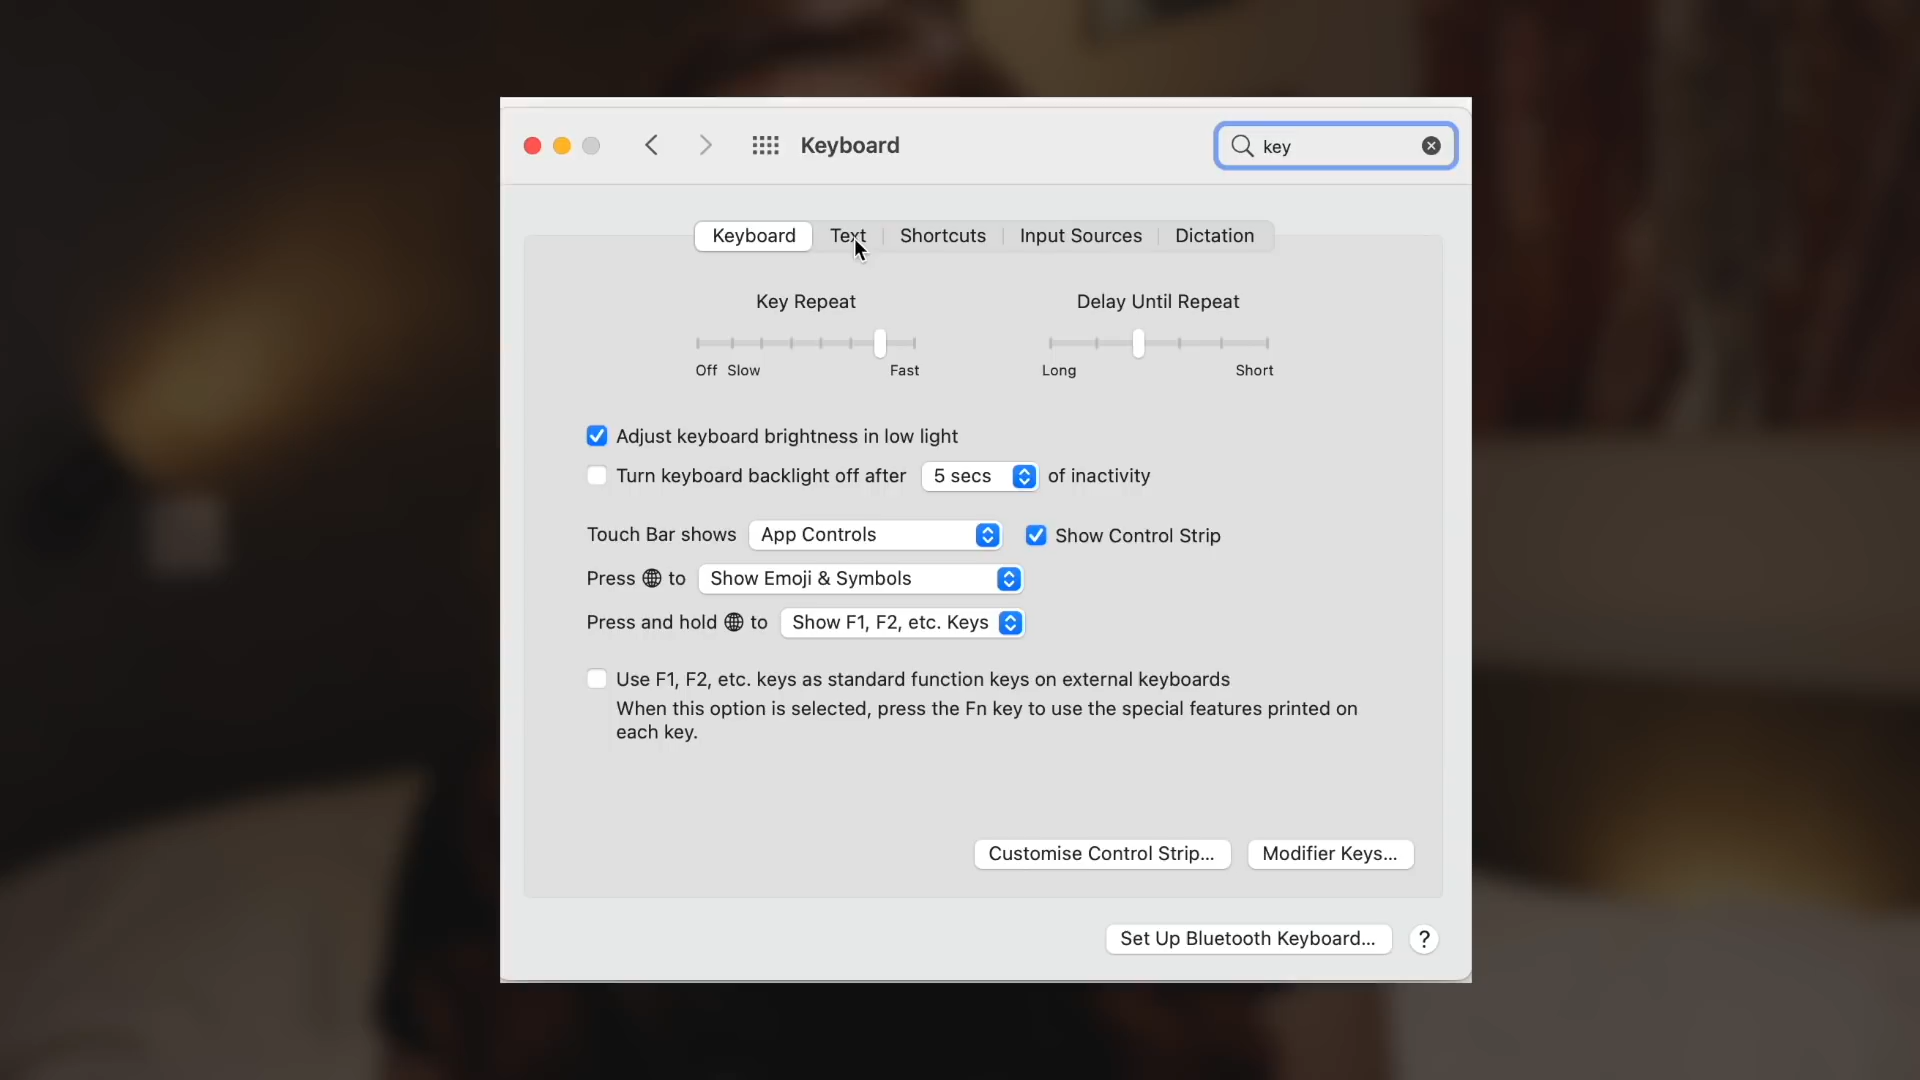 Keyboard
key
Keyboard Text Shortcuts Input Sources Dictation
Key Repeat Delay Until Repeat
Off Slow Fast Long Short
Adjust keyboard brightness in low light
Turn keyboard backlight off after 5 secs of inactivity
Touch Bar shows App Controls Show Control Strip
Press 🌐 to Show Emoji & Symbols
Press and hold 🌐 to Show F1, F2, etc. Keys
Use F1, F2, etc. keys as standard function keys on external keyboards
When this option is selected, press the Fn key to use the special features printed on
each key.
Customise Control Strip... Modifier Keys...
Set Up Bluetooth Keyboard... ?